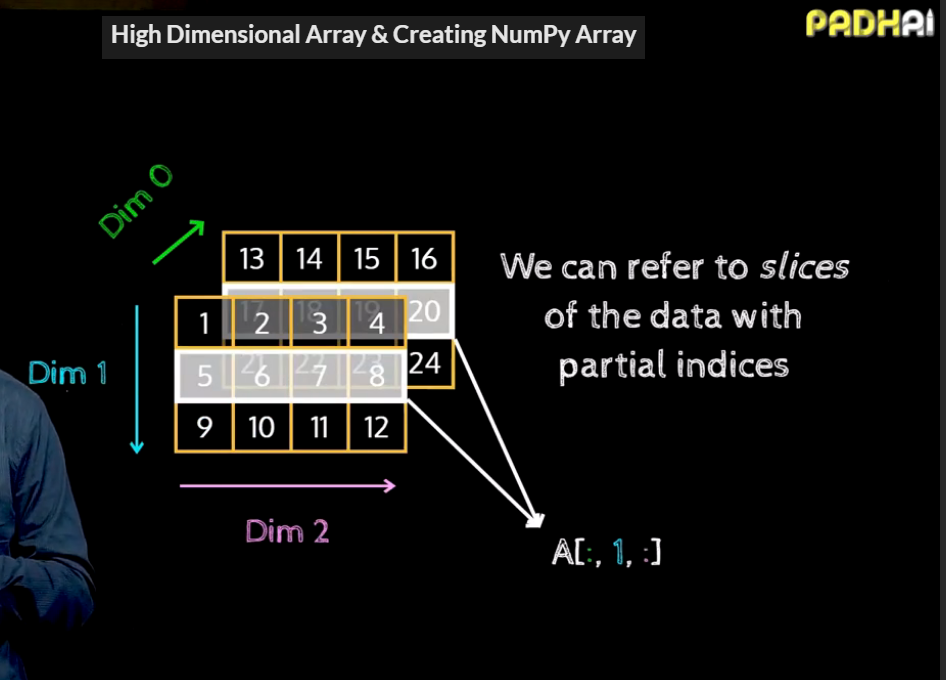 High Dimensional Array & Creating NumPy Array
PADHAI
Dim 0
13 14 15 16
17 18 19 20
21 22 23 24
1 2 3 4
5 6 7 8
9 10 11 12
Dim 1
Dim 2
We can refer to slices
of the data with
partial indices
A[:, 1, :]